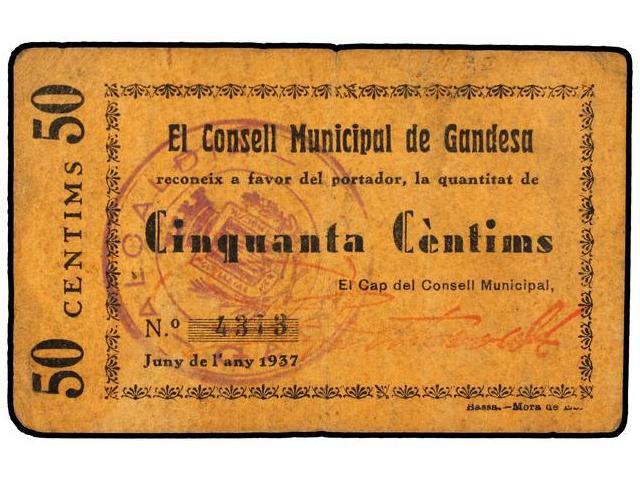 50 CENTIMS 50
El Consell Municipal de Gandesa
reconeix a favor del portador, la quantitat de
Cinquanta Cèntims
El Cap del Consell Municipal,
N.º 4373
Juny de l'any 1937
Bassa.—Mora de
ALCALDIA